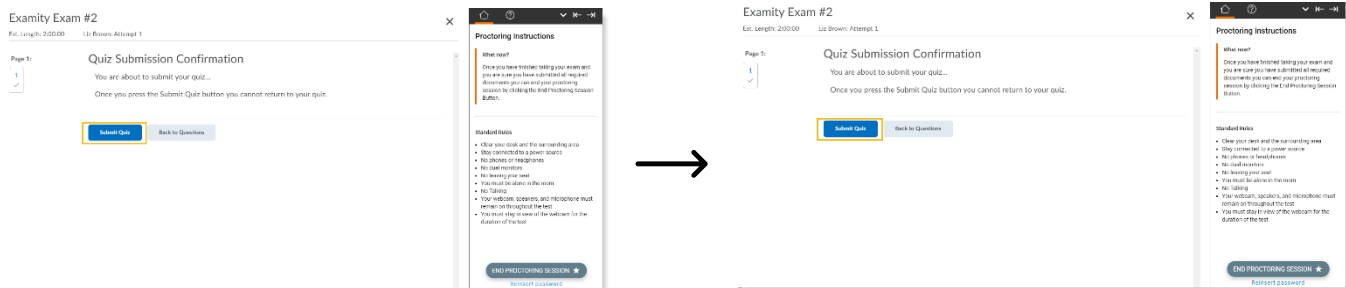 Examity Exam #2
Est. Length: 2:00:00 Liz Brown: Attempt 1
Page 1:
1
Quiz Submission Confirmation
You are about to submit your quiz...
Once you press the Submit Quiz button you cannot return to your quiz.
Submit Quiz Back to Questions
Proctoring Instructions
What now?
Once you have finished taking your exam and
you are sure you have submitted all required
documents you can end your proctoring
session by clicking the End Proctoring Session
Button.
Standard Rules
Clear your desk and the surrounding area
Stay connected to a power source
No phones or headphones
No dual monitors
No leaving your seat
You must be alone in the room
No Talking
Your webcam, speakers, and microphone must
remain on throughout the test
You must stay in view of the webcam for the
duration of the test
END PROCTORING SESSION
Reinsert password
Examity Exam #2
Est. Length: 2:00:00 Liz Brown: Attempt 1
Page 1:
1
Quiz Submission Confirmation
You are about to submit your quiz...
Once you press the Submit Quiz button you cannot return to your quiz.
Submit Quiz Back to Questions
Proctoring Instructions
What now?
Once you have finished taking your exam and
you are sure you have submitted all required
documents you can end your proctoring
session by clicking the End Proctoring Session
Button.
Standard Rules
Clear your desk and the surrounding area
Stay connected to a power source
No phones or headphones
No dual monitors
No leaving your seat
You must be alone in the room
No Talking
Your webcam, speakers, and microphone must
remain on throughout the test
You must stay in view of the webcam for the
duration of the test
END PROCTORING SESSION
Reinsert password